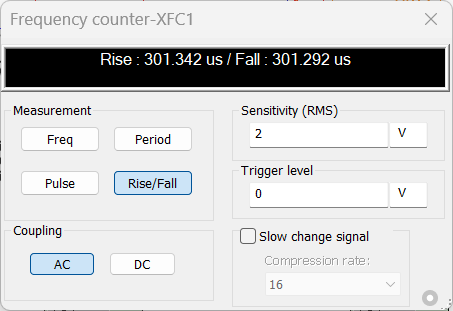 Frequency counter-XFC1
Rise : 301.342 us / Fall : 301.292 us
Measurement
Freq
Period
Pulse
Rise/Fall
Coupling
AC
DC
Sensitivity (RMS)
2 V
Trigger level
0 V
Slow change signal
Compression rate:
16